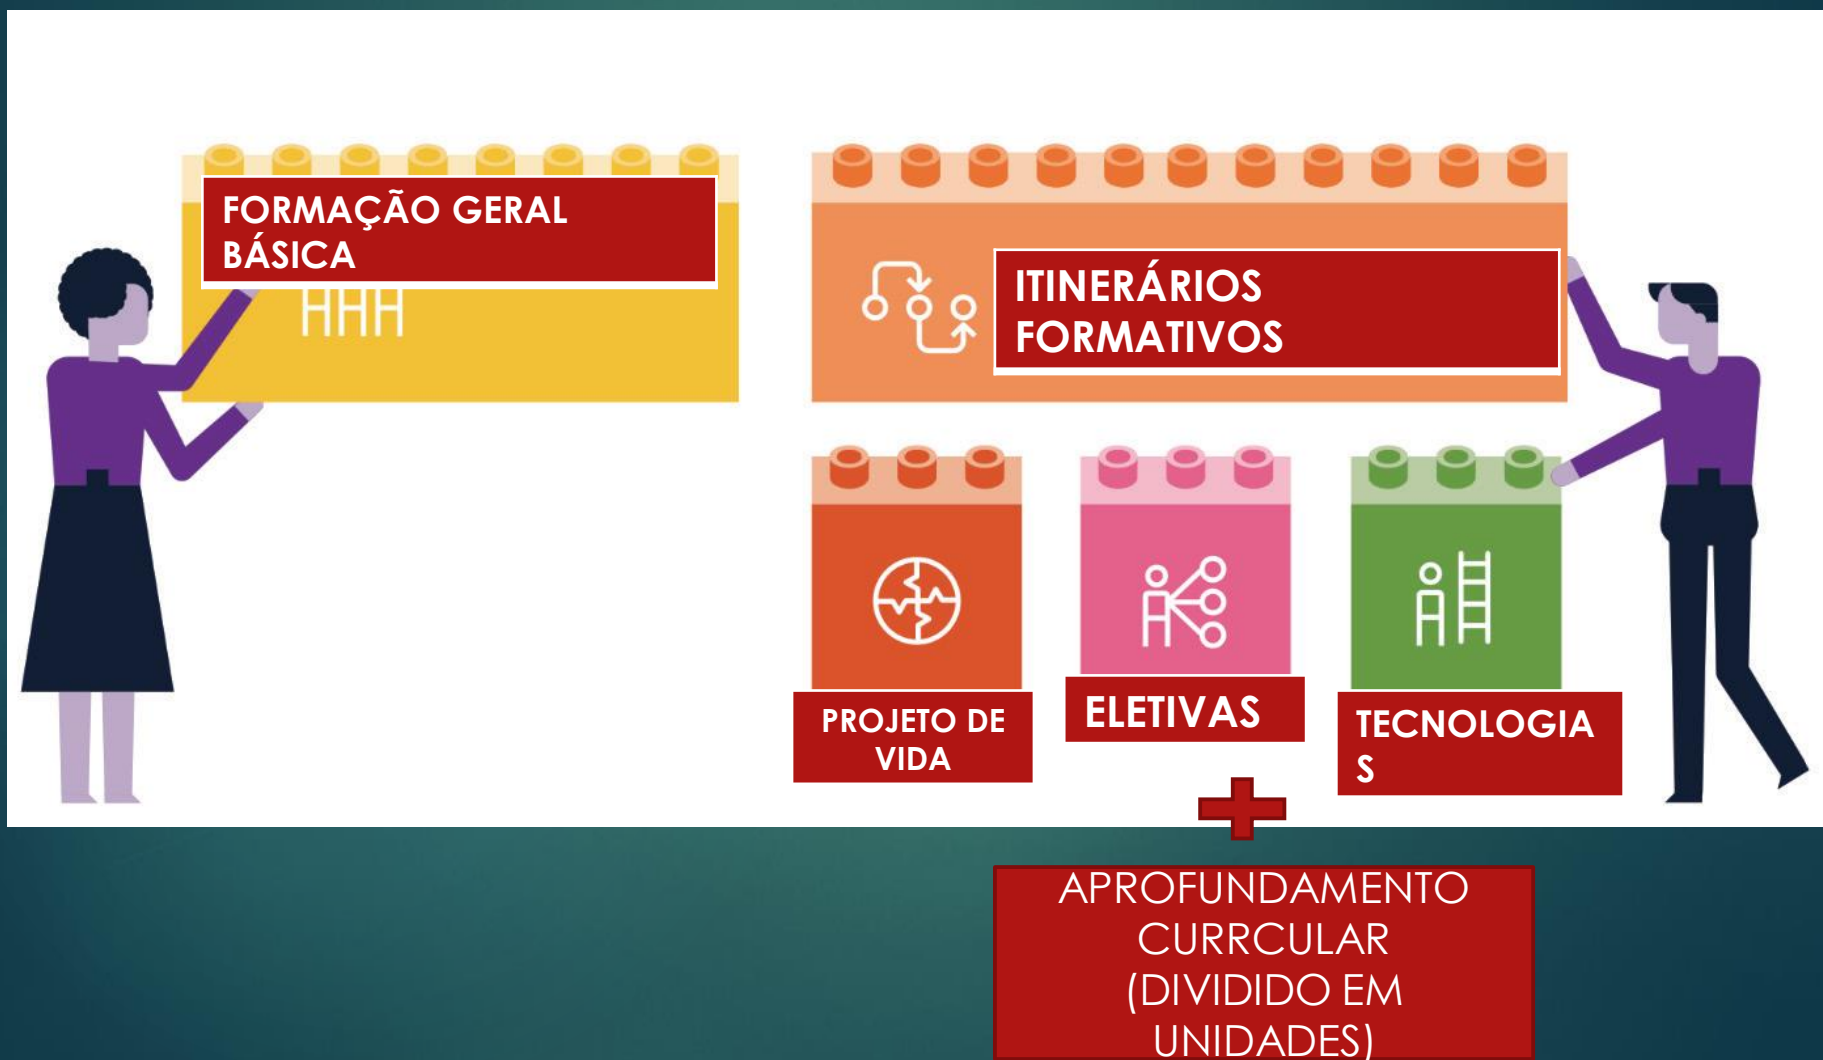 FORMAÇÃO GERAL
BÁSICA
ITINERÁRIOS
FORMATIVOS
PROJETO DE
VIDA
ELETIVAS
TECNOLOGIA
S
APROFUNDAMENTO
CURRCULAR
(DIVIDIDO EM
UNIDADES)